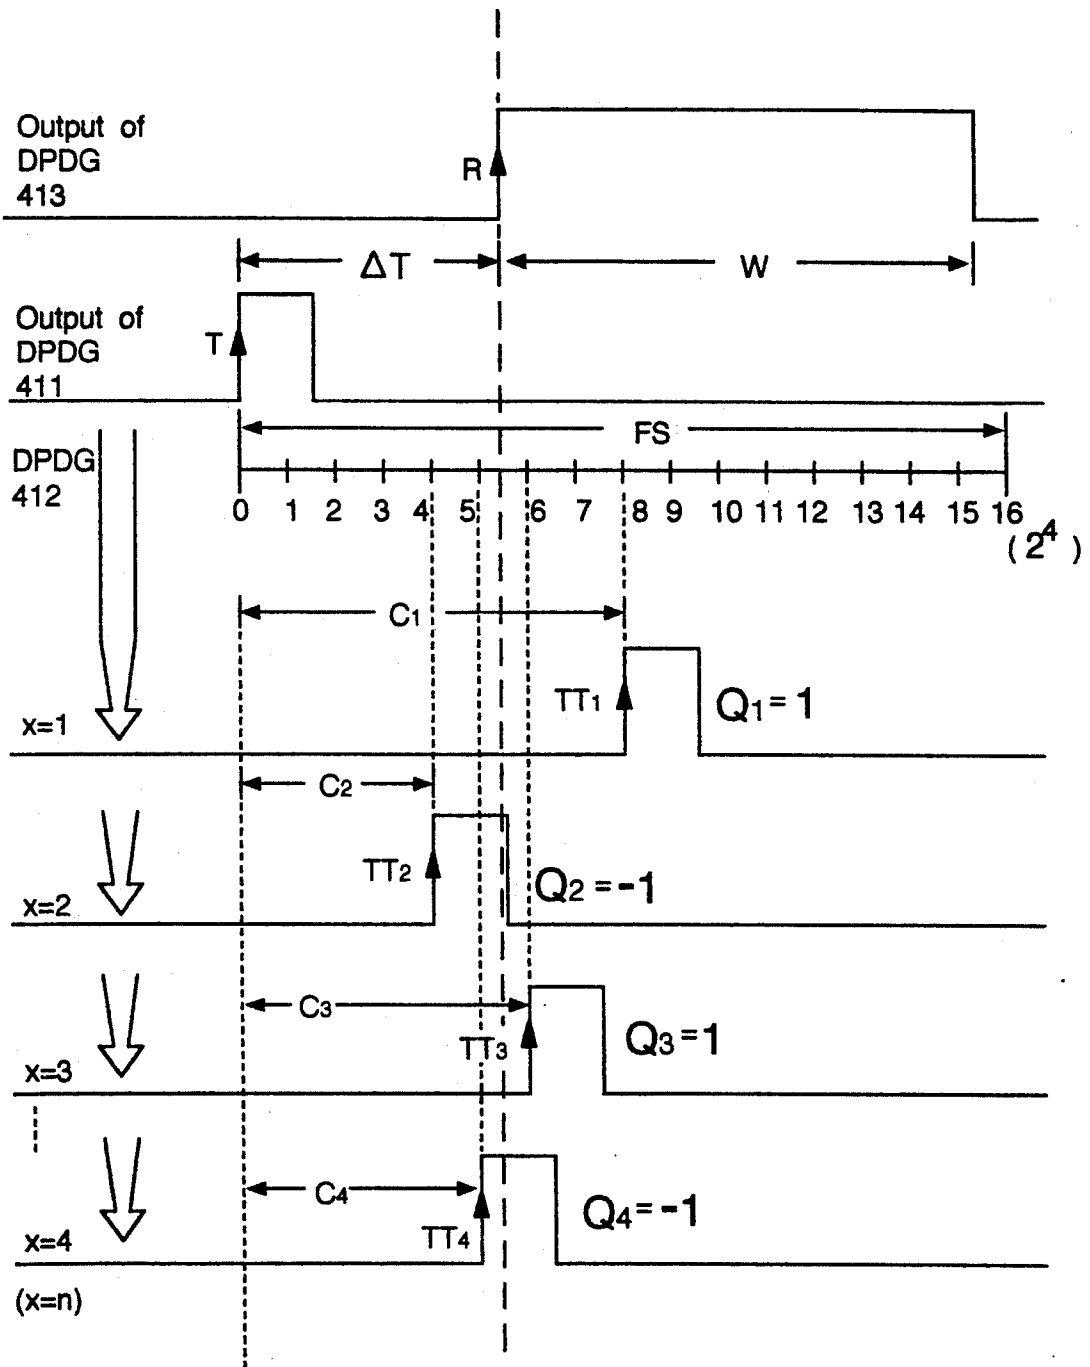 Output of
DPDG
413
R
ΔT
W
Output of
DPDG
411
T
FS
DPDG
412
0 1 2 3 4 5 6 7 8 9 10 11 12 13 14 15 16
(2⁴)
C1
TT1
Q1=1
x=1
C2
TT2
Q2=-1
x=2
C3
TT3
Q3=1
x=3
C4
TT4
Q4=-1
x=4
(x=n)